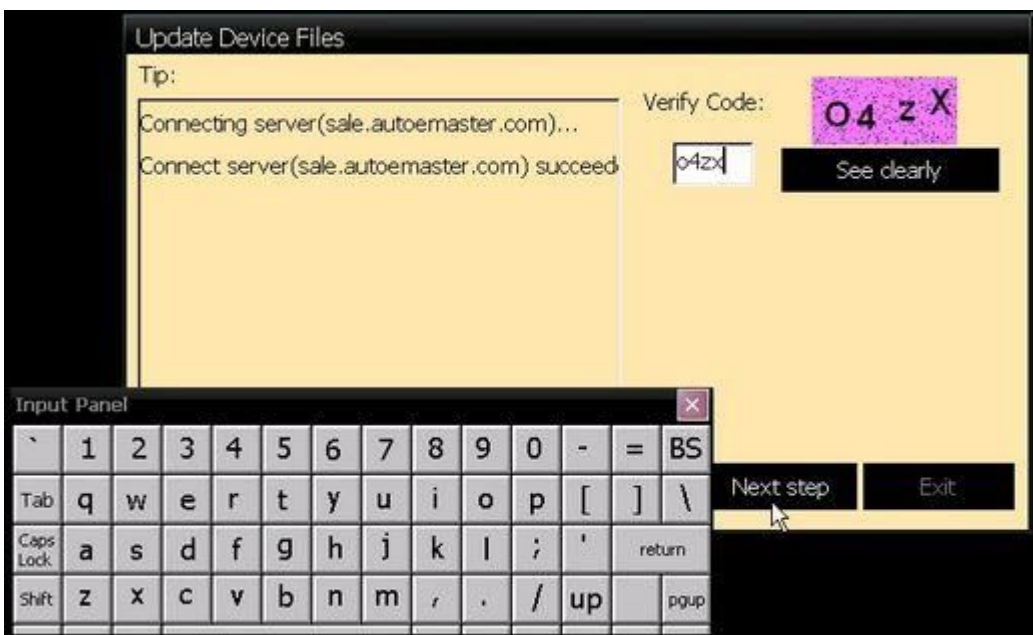 Update Device Files
Tip:
Connecting server(sale.autoemaster.com)...
Connect server(sale.autoemaster.com) succeed
Verify Code:
O4 z X
o4zx
See clearly
Input Panel
` 1 2 3 4 5 6 7 8 9 0 - = BS
Tab q w e r t y u i o p [ ] \
Caps Lock a s d f g h j k l ; ' return
Shift z x c v b n m , . / up pgup
Next step
Exit